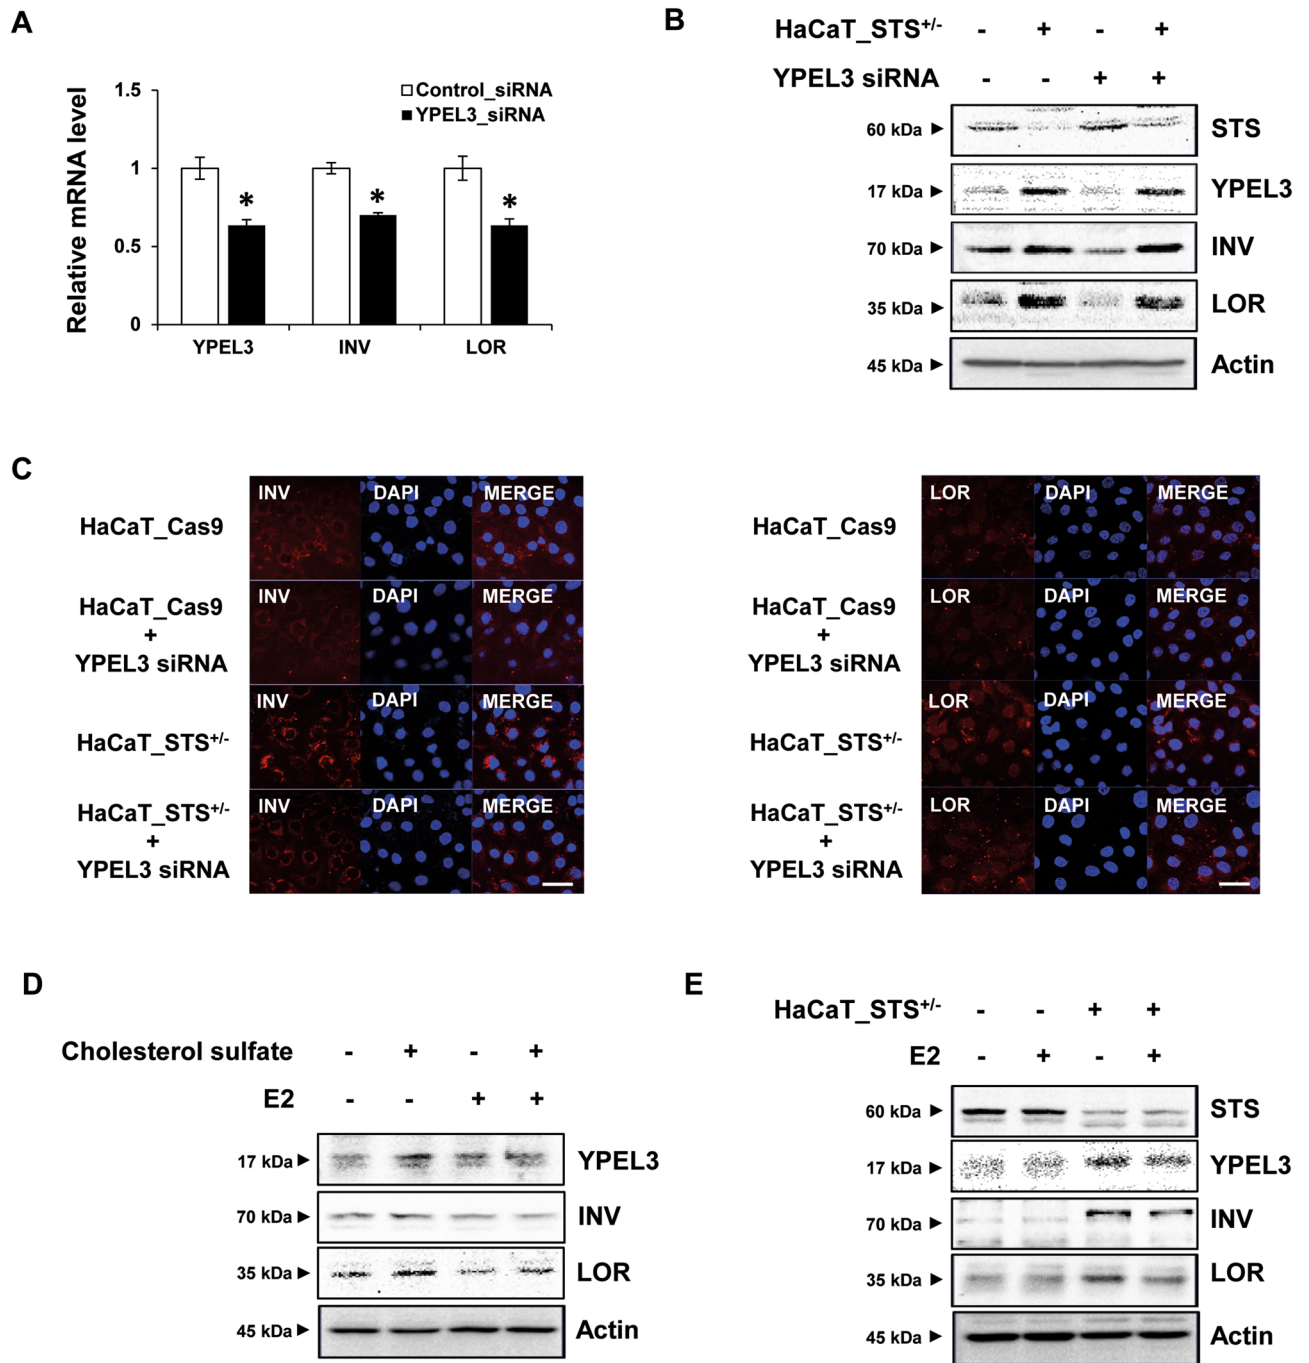 A
Relative mRNA level
1.5
1
0.5
0
Control_siRNA
YPEL3_siRNA
*
*
*
YPEL3 INV LOR
B
HaCaT_STS+/- - + - +
YPEL3 siRNA - - + +
60 kDa STS
17 kDa YPEL3
70 kDa INV
35 kDa LOR
45 kDa Actin
C
HaCaT_Cas9
INV DAPI MERGE
HaCaT_Cas9
+
YPEL3 siRNA
INV DAPI MERGE
HaCaT_STS+/-
INV DAPI MERGE
HaCaT_STS+/-
+
YPEL3 siRNA
INV DAPI MERGE
HaCaT_Cas9
LOR DAPI MERGE
HaCaT_Cas9
+
YPEL3 siRNA
LOR DAPI MERGE
HaCaT_STS+/-
LOR DAPI MERGE
HaCaT_STS+/-
+
YPEL3 siRNA
LOR DAPI MERGE
D
Cholesterol sulfate - + - +
E2 - - + +
17 kDa YPEL3
70 kDa INV
35 kDa LOR
45 kDa Actin
E
HaCaT_STS+/- - - + +
E2 - + - +
60 kDa STS
17 kDa YPEL3
70 kDa INV
35 kDa LOR
45 kDa Actin